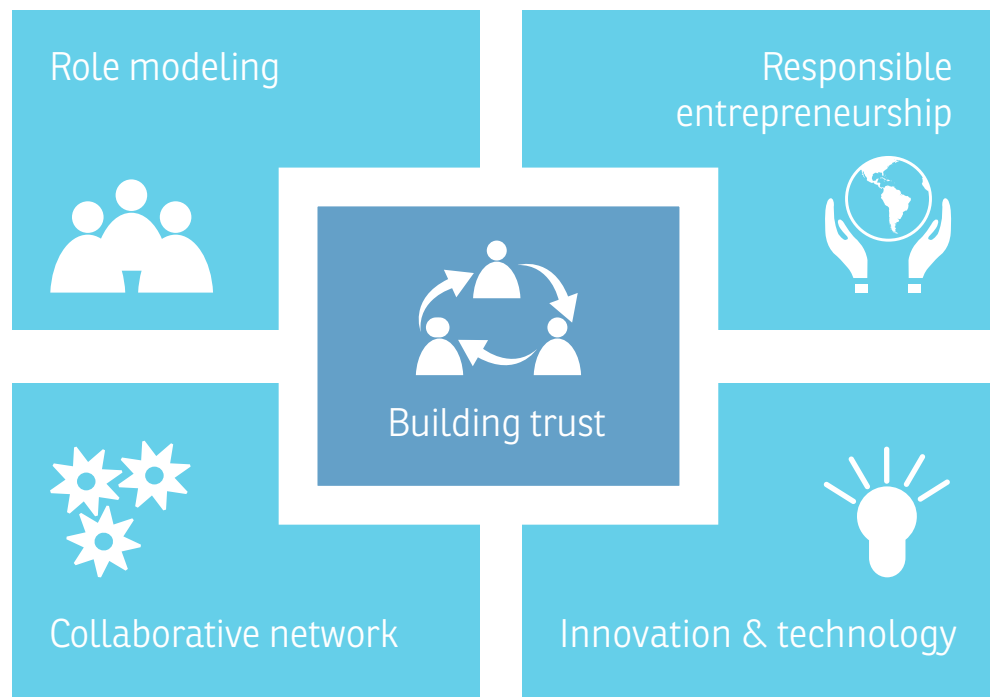 Role modeling
Responsible
entrepreneurship
Building trust
Collaborative network
Innovation & technology